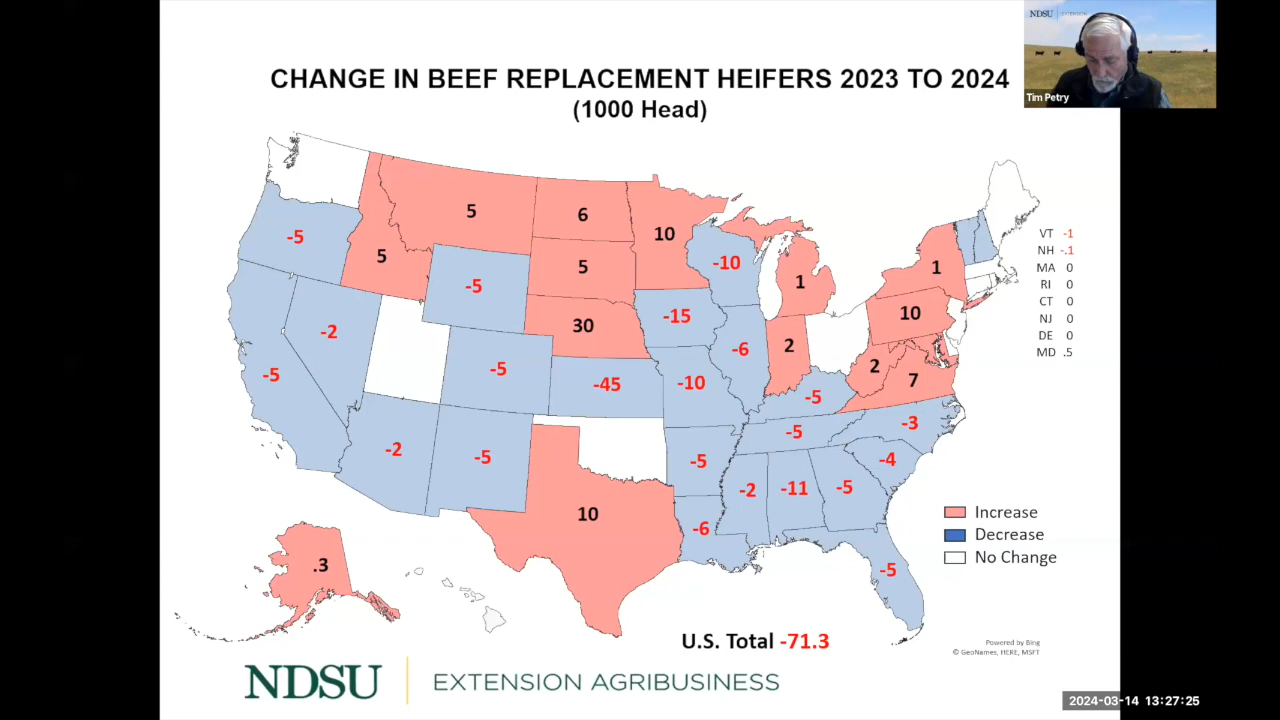 NDSU EXTENSION
Tim Petry
CHANGE IN BEEF REPLACEMENT HEIFERS 2023 TO 2024
(1000 Head)
5
6
10
-5
5
5
-5
-10
1
1
VT -1
NH -.1
MA 0
RI 0
CT 0
NJ 0
DE 0
MD .5
-2
30
-15
10
-5
-5
-45
-10
-6
2
2
7
-5
-2
-5
-5
-5
-3
-4
10
-2
-11
-5
-6
-5
.3
Increase
Decrease
No Change
U.S. Total -71.3
Powered by Bing
© GeoNames, HERE, MSFT
NDSU EXTENSION AGRIBUSINESS
2024-03-14 13:27:25